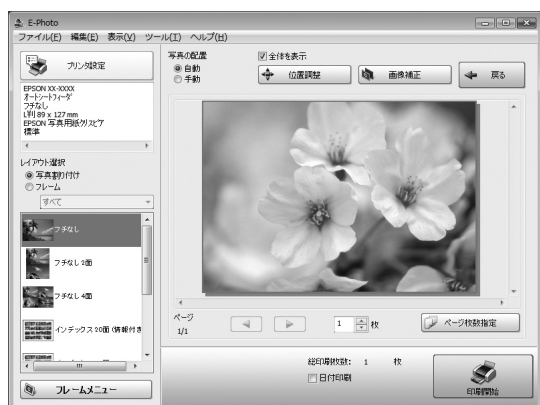 E-Photo
ファイル(F) 編集(E) 表示(V) ツール(T) ヘルプ(H)
プリンタ設定
EPSON XX-XXXX
オートシートフィーダ
フチなし
L判 89 x 127 mm
EPSON 写真用紙クリスピア
標準
レイアウト選択
写真割り付け
フレーム
すべて
フチなし
フチなし 2面
フチなし 4面
インデックス 20面 (情報付き
フレームメニュー
写真の配置
自動
手動
全体を表示
位置調整
画像補正
戻る
ページ
1/1
1 枚
ページ枚数指定
総印刷枚数: 1 枚
日付印刷
印刷開始